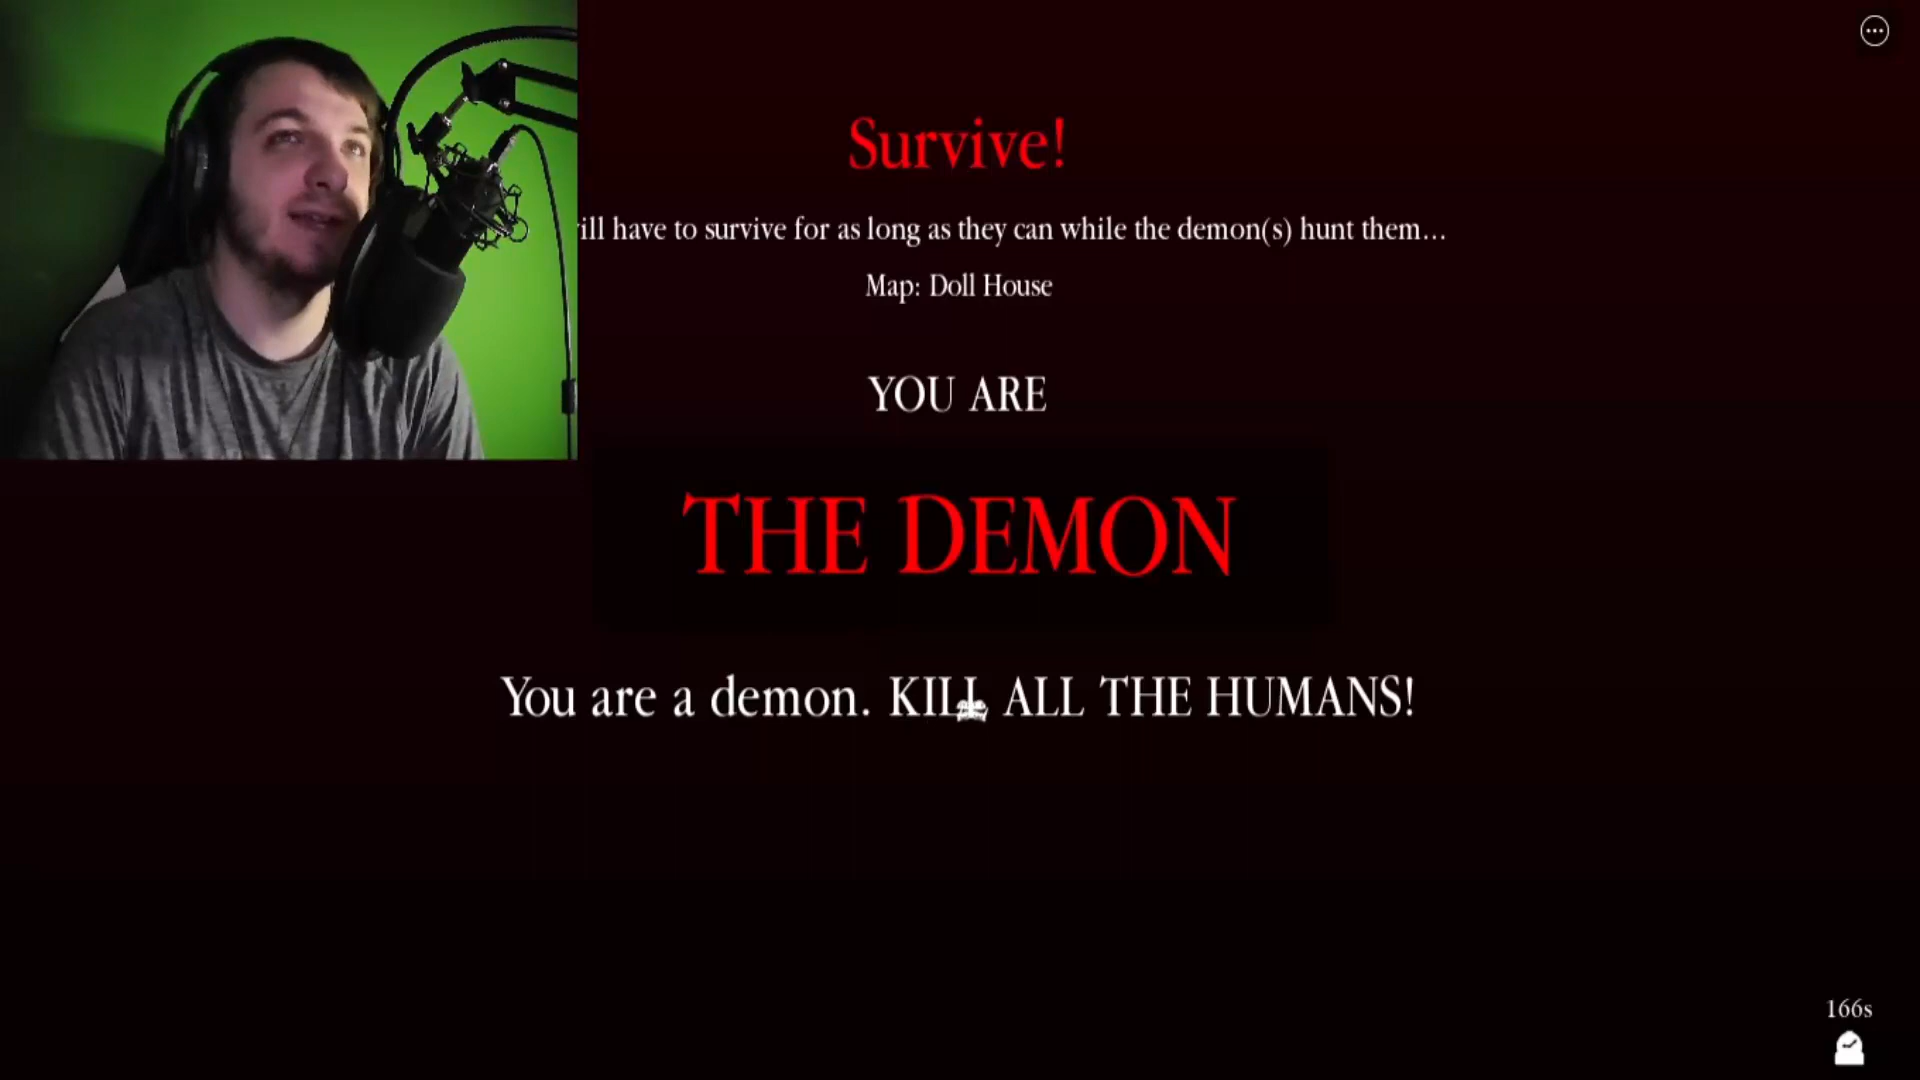 Survive!
ill have to survive for as long as they can while the demon(s) hunt them...
Map: Doll House
YOU ARE
THE DEMON
You are a demon. KILL ALL THE HUMANS!
166s